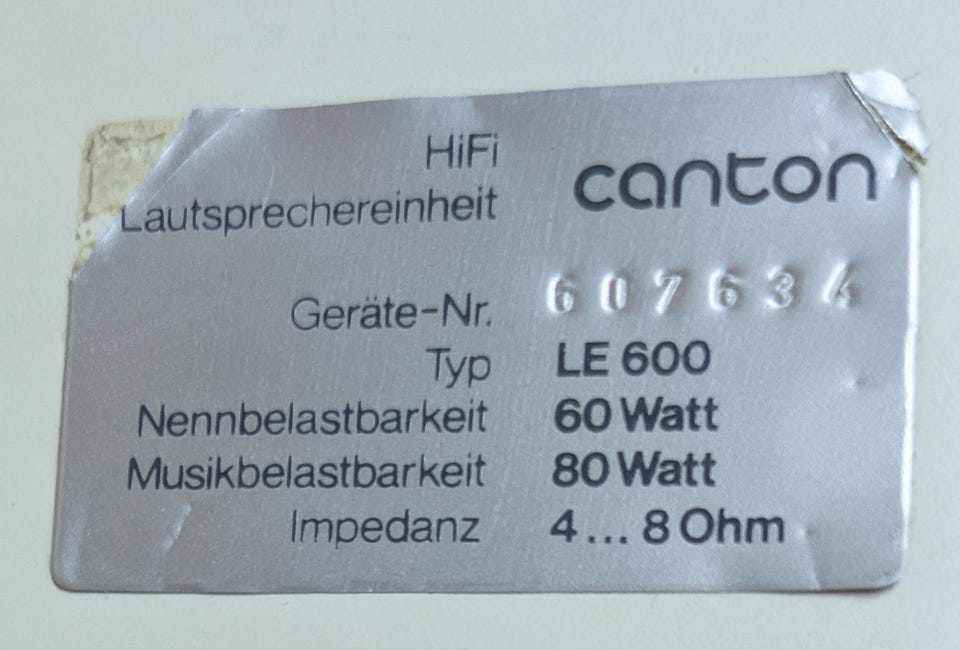 HiFi
Lautsprechereinheit
canton
Geräte-Nr. 607634
Typ LE 600
Nennbelastbarkeit 60 Watt
Musikbelastbarkeit 80 Watt
Impedanz 4 ... 8 Ohm